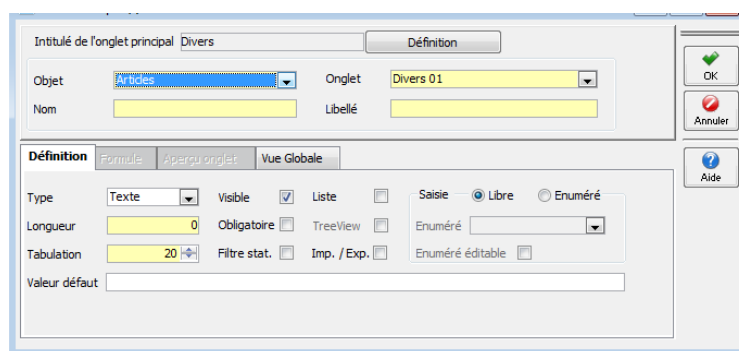 Intitulé de l'onglet principal Divers Définition
Objet Articles Onglet Divers 01
Nom Libellé
OK
Annuler
Aide
Définition Formule Aperçu onglet Vue Globale
Type Texte Visible Liste Saisie Libre Enuméré
Longueur 0 Obligatoire TreeView Enuméré
Tabulation 20 Filtre stat. Imp. / Exp. Enuméré éditable
Valeur défaut